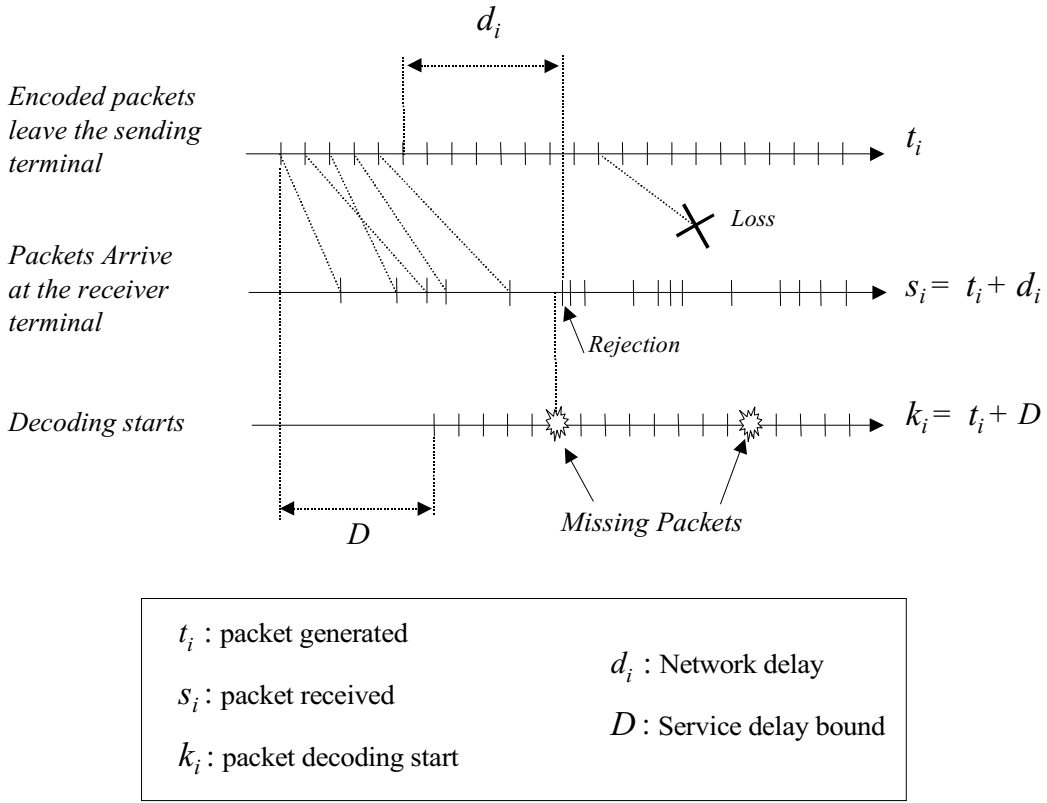 d_i
Encoded packets
leave the sending
terminal
t_i
Loss
Packets Arrive
at the receiver
terminal
s_i = t_i + d_i
Rejection
Decoding starts
k_i = t_i + D
D
Missing Packets
t_i : packet generated
s_i : packet received
k_i : packet decoding start
d_i : Network delay
D : Service delay bound